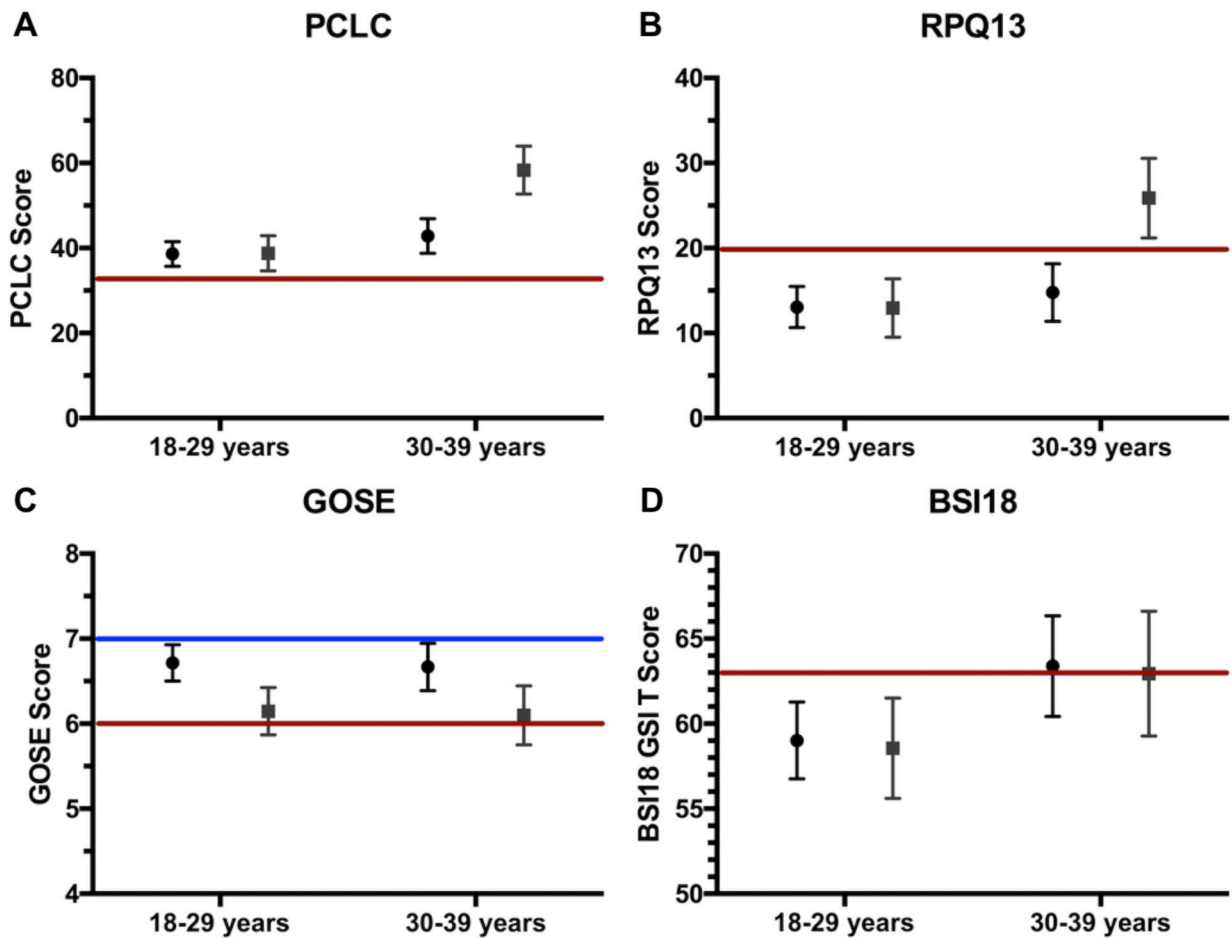 A
PCLC
PCLC Score
80
60
40
20
0
18-29 years
30-39 years
B
RPQ13
RPQ13 Score
40
30
20
10
0
18-29 years
30-39 years
C
GOSE
GOSE Score
8
7
6
5
4
18-29 years
30-39 years
D
BSI18
BSI18 GSI T Score
70
65
60
55
50
18-29 years
30-39 years